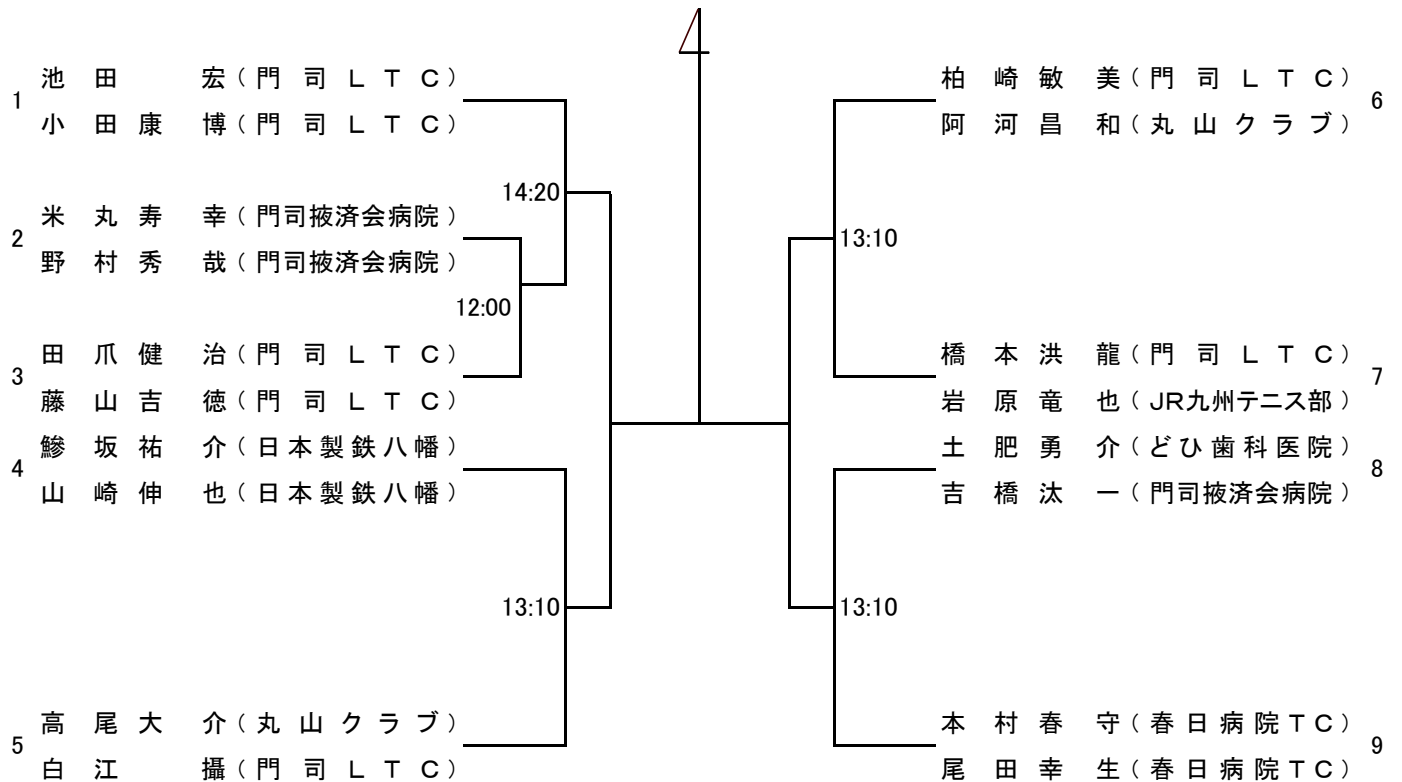 1
池田 宏(門司LTC)
小田康 博(門司LTC)
14:20
2
米丸寿 幸(門司掖済会病院)
野村秀 哉(門司掖済会病院)
12:00
3
田爪健 治(門司LTC)
藤山吉 徳(門司LTC)
4
鰺坂祐 介(日本製鉄八幡)
山崎伸 也(日本製鉄八幡)
13:10
5
高尾大 介(丸山クラブ)
白江 攝(門司LTC)
柏崎敏 美(門司LTC)
阿河昌 和(丸山クラブ)
6
13:10
橋本洪 龍(門司LTC)
岩原竜 也(JR九州テニス部)
7
土肥勇 介(どひ歯科医院)
吉橋汰 一(門司掖済会病院)
8
13:10
本村春 守(春日病院TC)
尾田幸 生(春日病院TC)
9